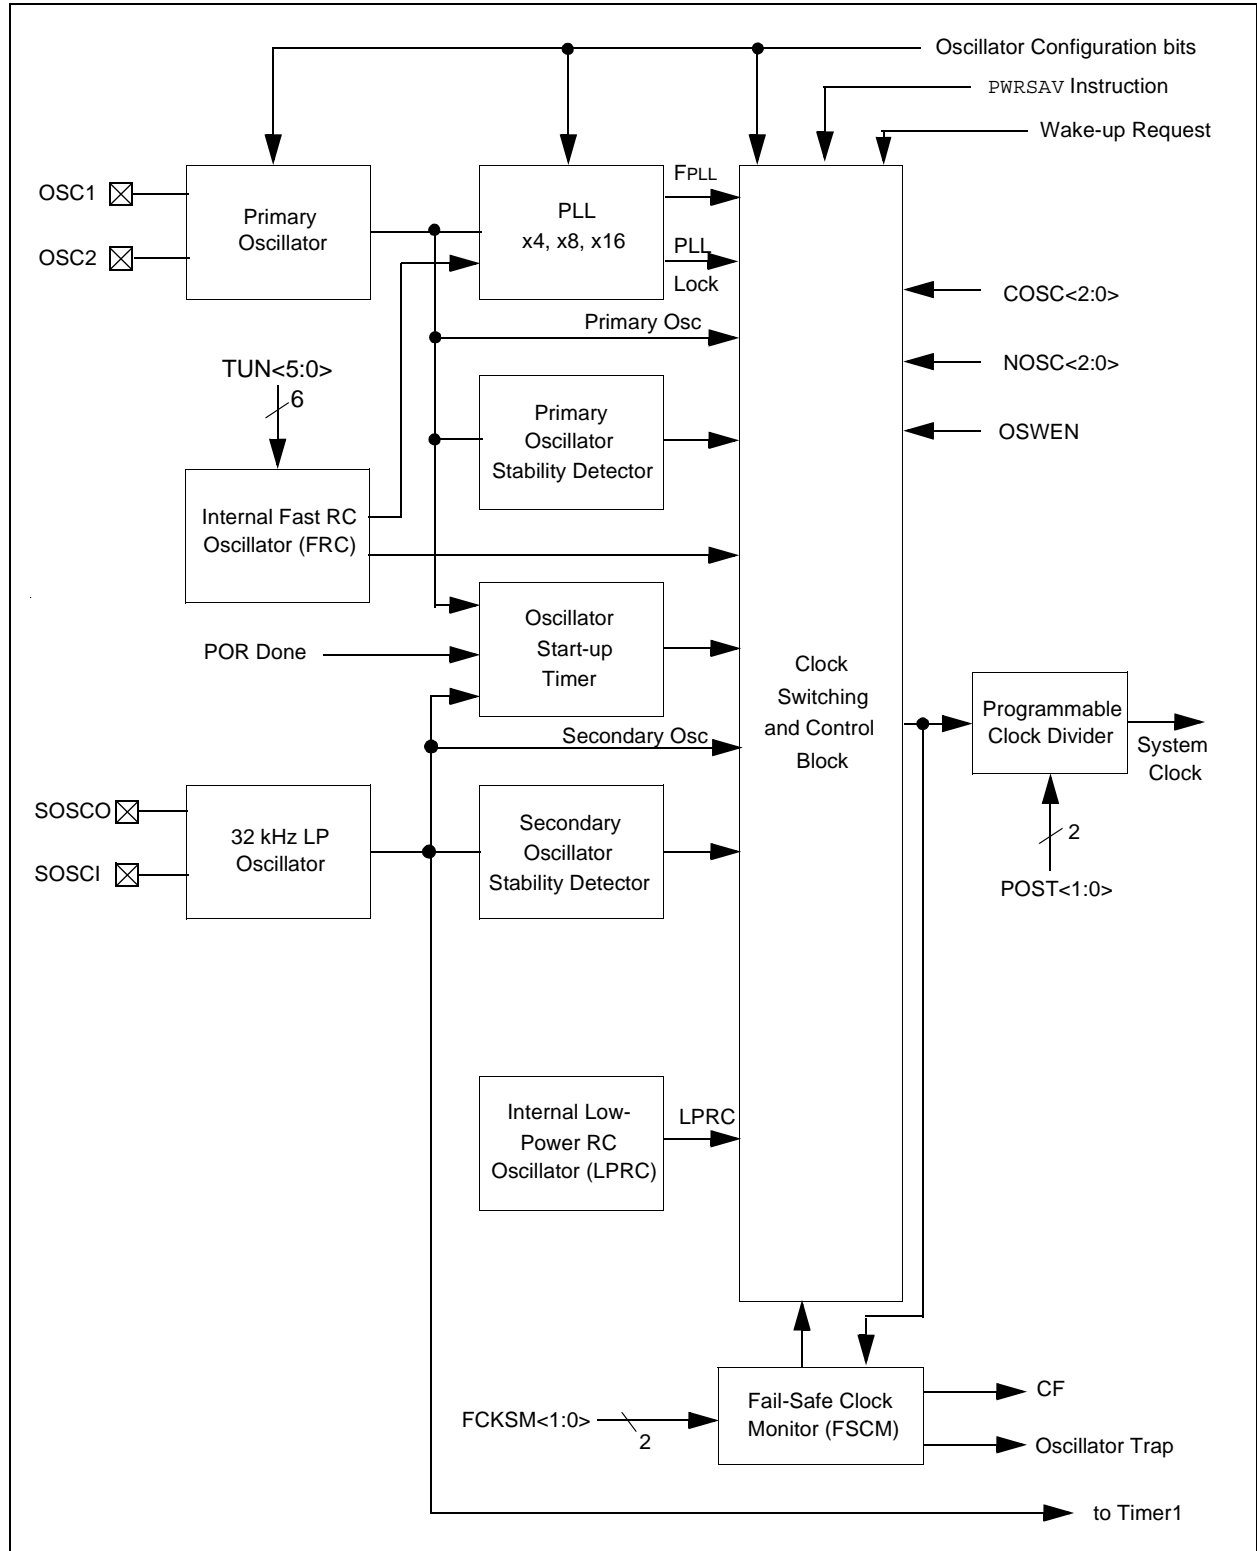 Oscillator Configuration bits
PWRSAV Instruction
Wake-up Request
OSC1
OSC2
Primary
Oscillator
PLL
x4, x8, x16
FPLL
PLL
Lock
COSC<2:0>
Primary Osc
NOSC<2:0>
TUN<5:0>
6
OSWEN
Primary
Oscillator
Stability Detector
Internal Fast RC
Oscillator (FRC)
Oscillator
Start-up
Timer
POR Done
Clock
Switching
and Control
Block
Programmable
Clock Divider
System
Clock
Secondary Osc
SOSCO
SOSCI
32 kHz LP
Oscillator
Secondary
Oscillator
Stability Detector
2
POST<1:0>
Internal Low-
Power RC
Oscillator (LPRC)
LPRC
FCKSM<1:0>
2
Fail-Safe Clock
Monitor (FSCM)
CF
Oscillator Trap
to Timer1